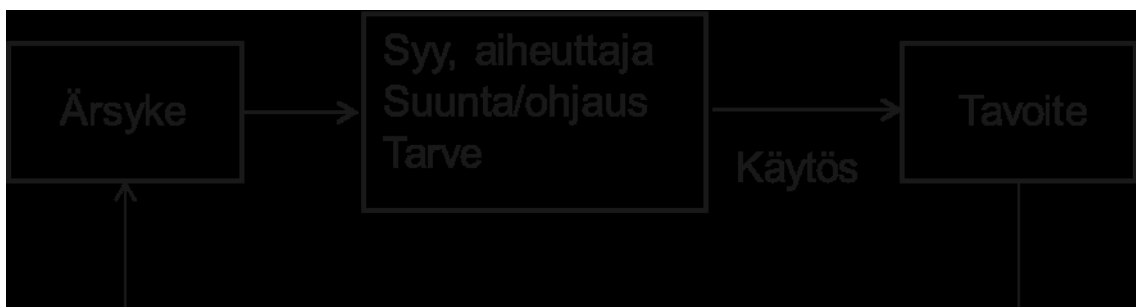 Ärsyke
Syy, aiheuttaja
Suunta/ohjaus
Tarve
Käytös
Tavoite